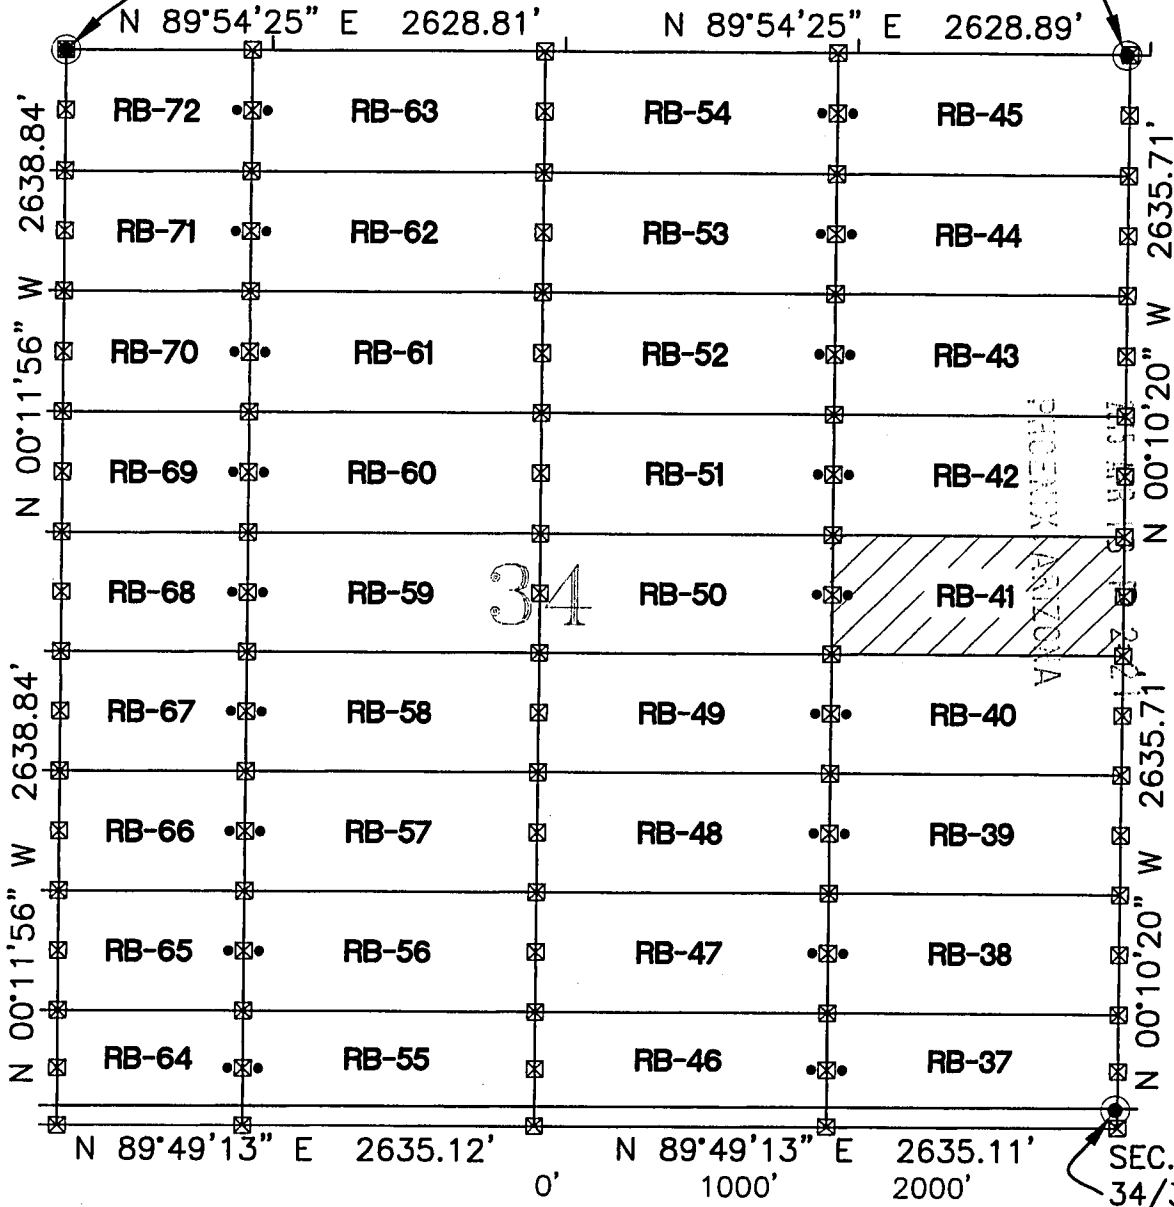 N 89°54'25" E 2628.81' N 89°54'25" E 2628.89'
RB-72 RB-63 RB-54 RB-45
2638.84'
2635.71'
RB-71 RB-62 RB-53 RB-44
N 00°11'56" W
N 00°10'20" W
RB-70 RB-61 RB-52 RB-43
RB-69 RB-60 RB-51 RB-42
PHOENIX ARIZONA
RB-68 RB-59 34 RB-50 RB-41
RB-67 RB-58 RB-49 RB-40
2638.84'
2635.71'
RB-66 RB-57 RB-48 RB-39
N 00°11'56" W
N 00°10'20" W
RB-65 RB-56 RB-47 RB-38
RB-64 RB-55 RB-46 RB-37
N 89°49'13" E 2635.12' N 89°49'13" E 2635.11'
SEC.
0' 1000' 2000'